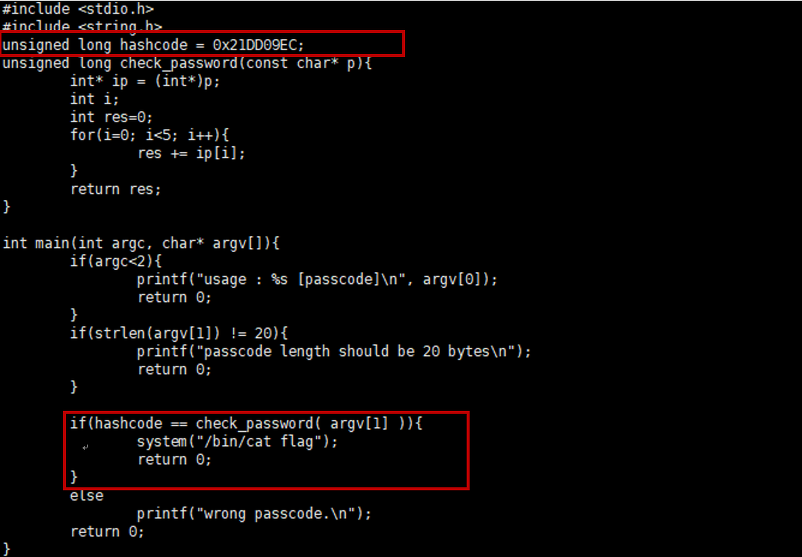 #include <stdio.h>
#include <string.h>
unsigned long hashcode = 0x21DD09EC;
unsigned long check_password(const char* p){
        int* ip = (int*)p;
        int i;
        int res=0;
        for(i=0; i<5; i++){
                res += ip[i];
        }
        return res;
}

int main(int argc, char* argv[]){
        if(argc<2){
                printf("usage : %s [passcode]\n", argv[0]);
                return 0;
        }
        if(strlen(argv[1]) != 20){
                printf("passcode length should be 20 bytes\n");
                return 0;
        }

        if(hashcode == check_password( argv[1] )){
                system("/bin/cat flag");
                return 0;
        }
        else
                printf("wrong passcode.\n");
        return 0;
}